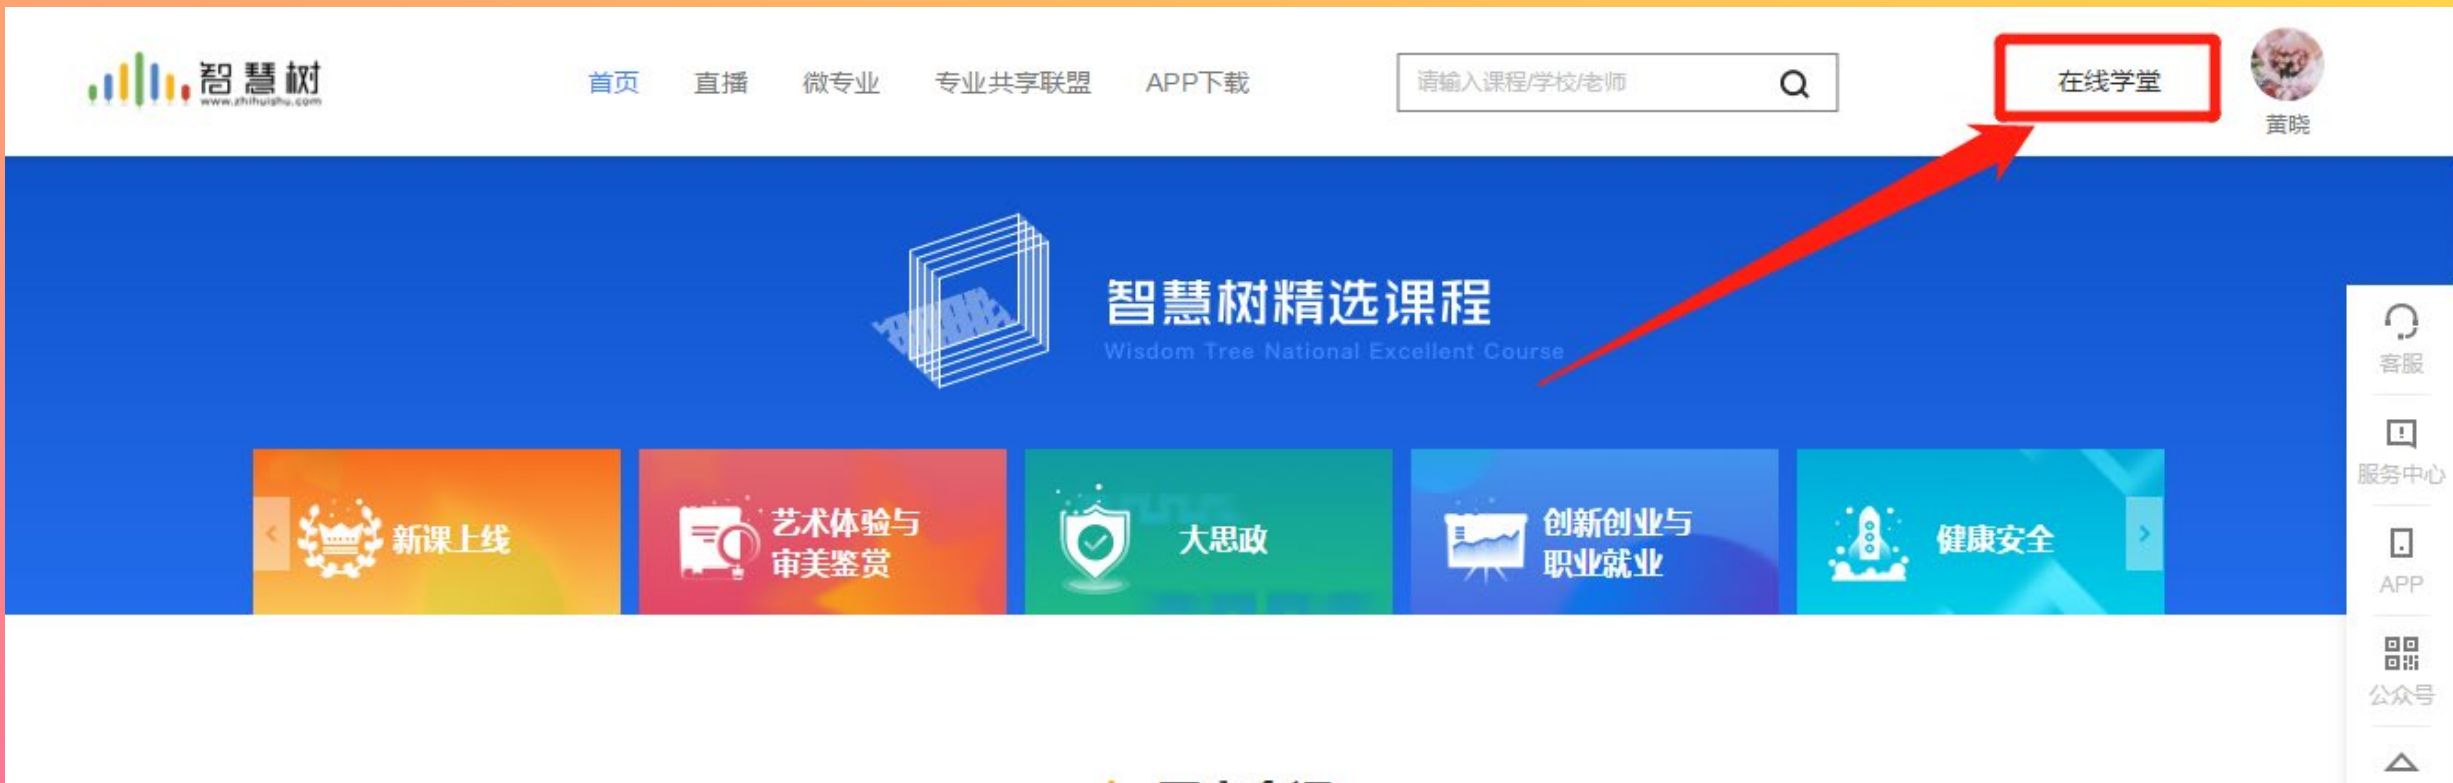 智慧树
www.zhihuishu.com
首页 直播 微专业 专业共享联盟 APP下载
请输入课程/学校/老师
在线学堂
黄晓
智慧树精选课程
Wisdom Tree National Excellent Course
新课上线
艺术体验与
审美鉴赏
大思政
创新创业与
职业就业
健康安全
客服
服务中心
APP
公众号